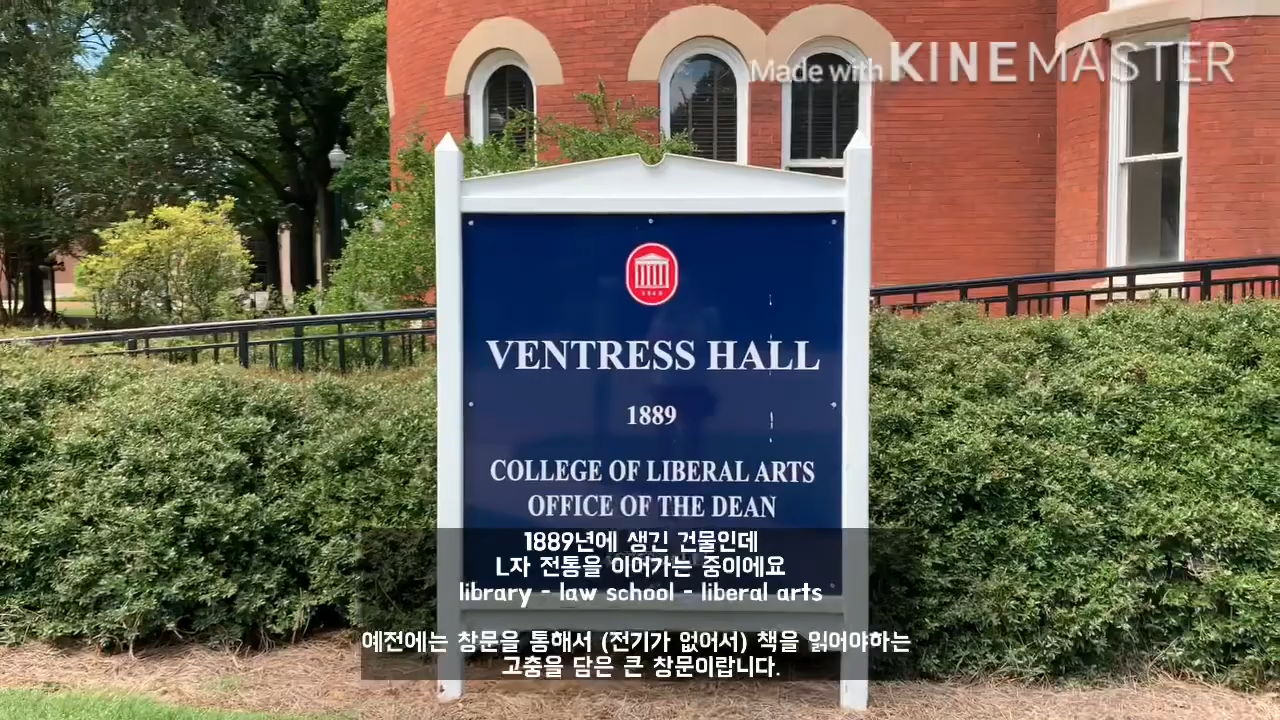 Made with KINEMASTER
1848
VENTRESS HALL
1889
COLLEGE OF LIBERAL ARTS
OFFICE OF THE DEAN
1889년에 생긴 건물인데
L자 전통을 이어가는 중이에요
library - law school - liberal arts
예전에는 창문을 통해서 (전기가 없어서) 책을 읽어야하는
고충을 담은 큰 창문이랍니다.